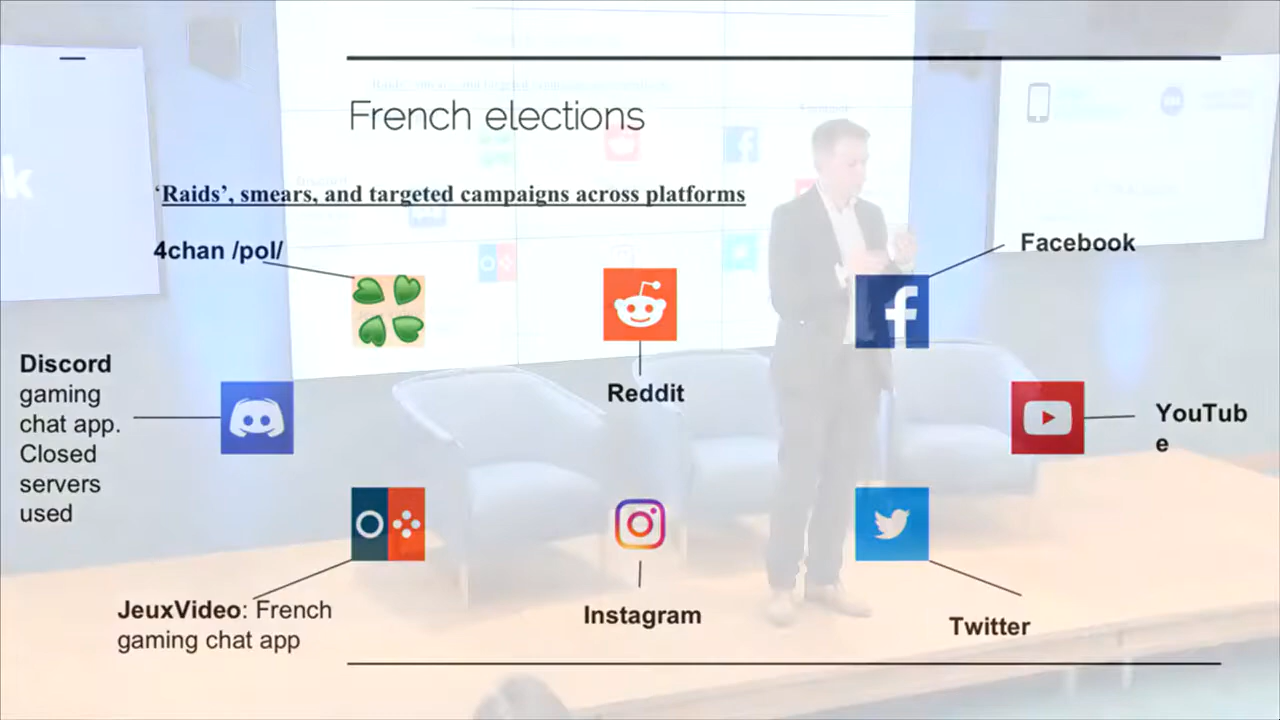 French elections
‘Raids’, smears, and targeted campaigns across platforms
4chan /pol/
Facebook
Discord
gaming
chat app.
Closed
servers
used
Reddit
YouTub
e
JeuxVideo: French
gaming chat app
Instagram
Twitter
k